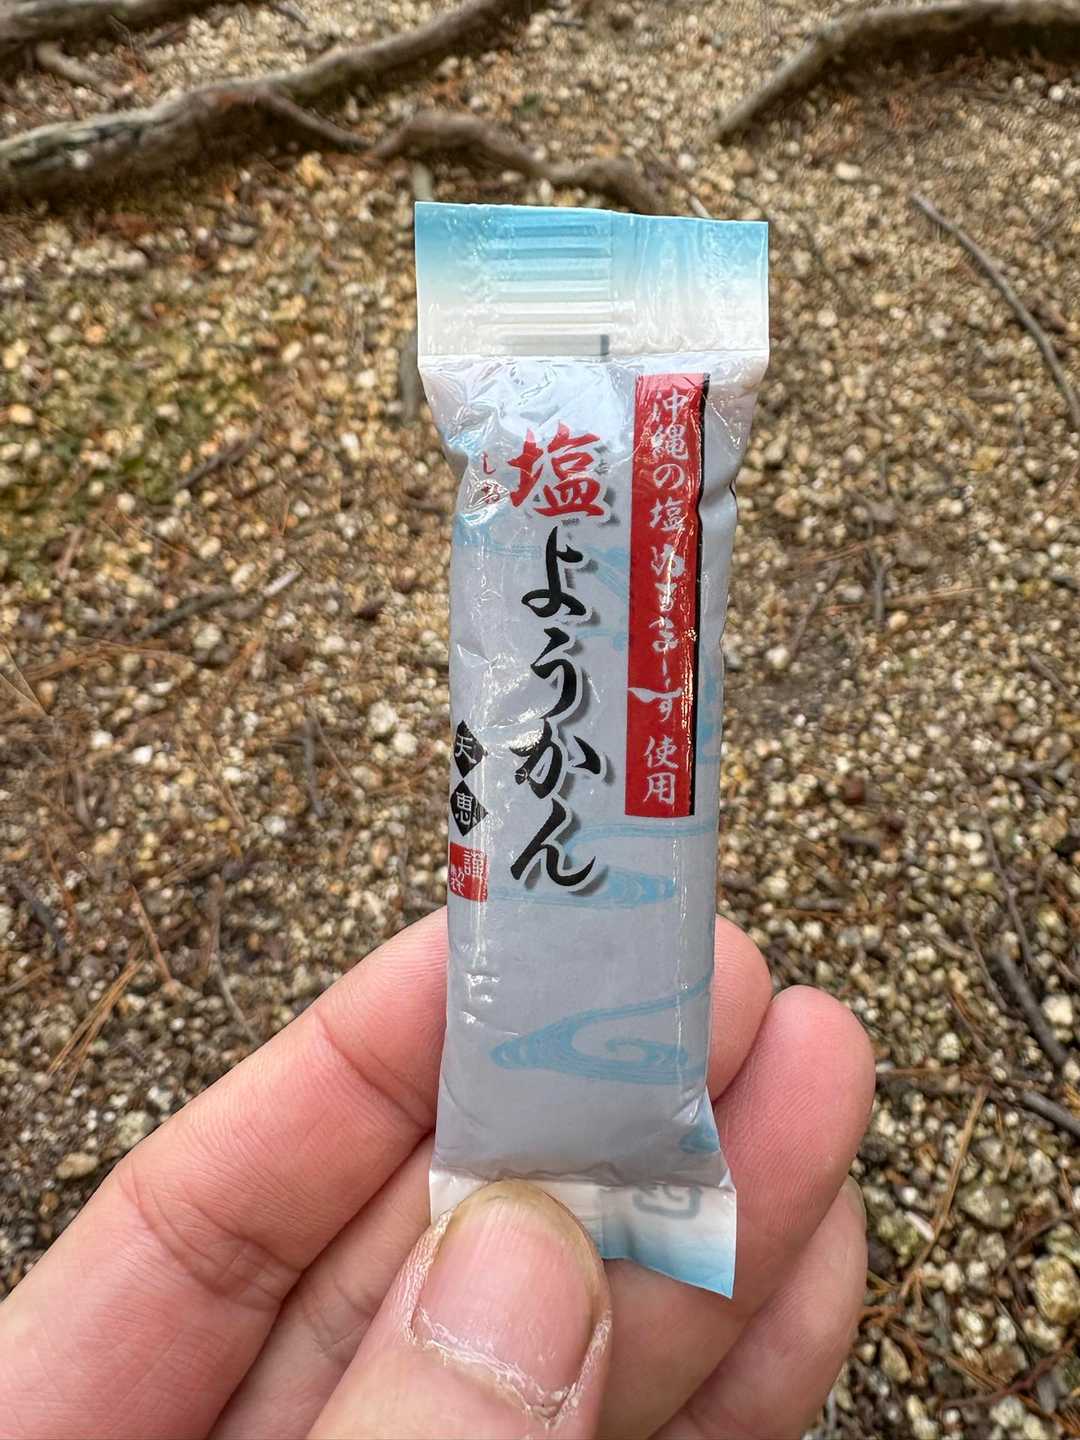 沖縄の塩ぬちまーす使用
塩
しお
ようかん
天恵
謹